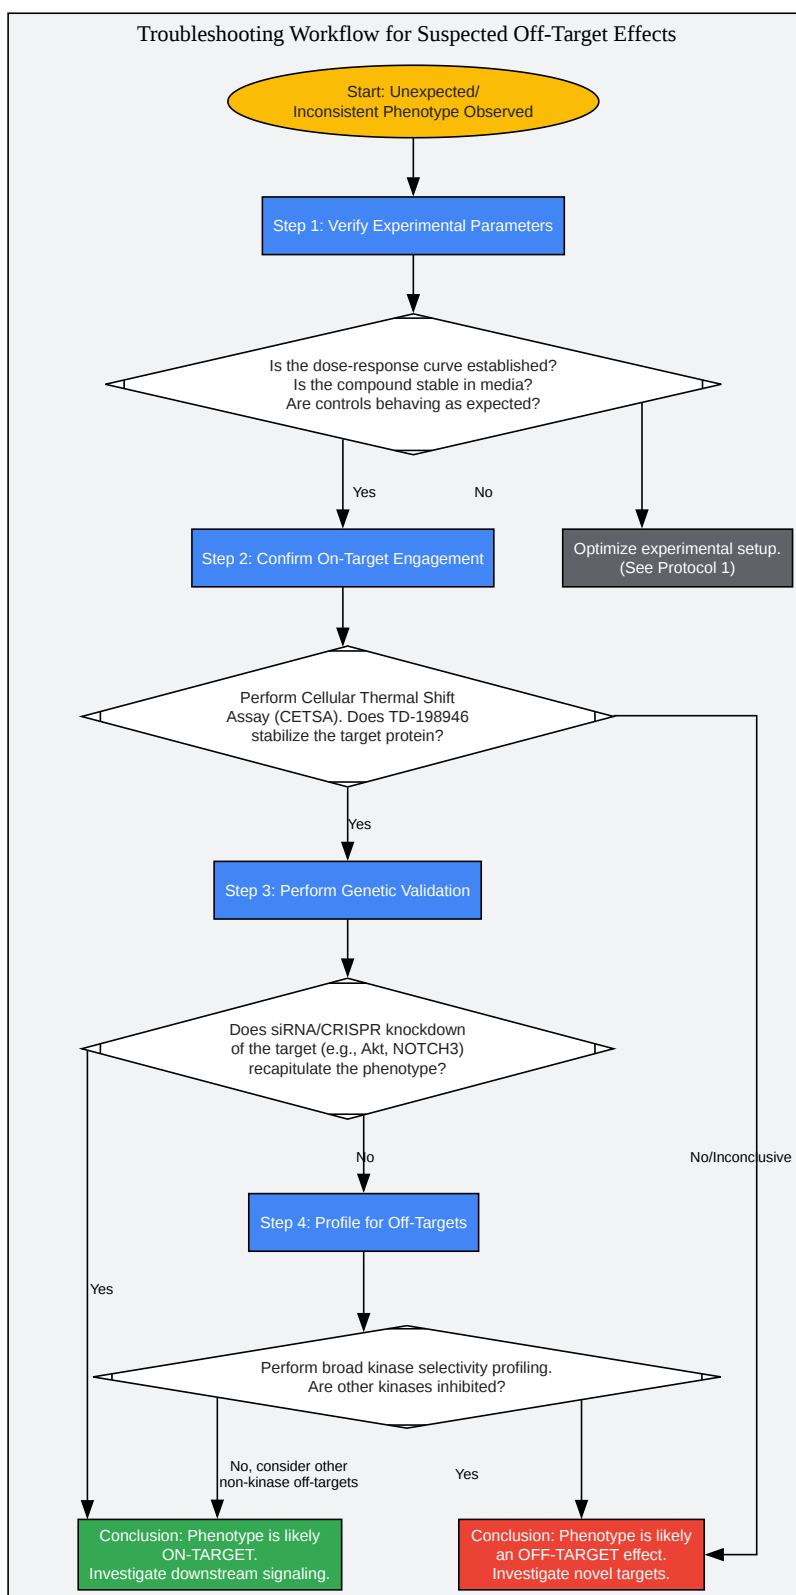 Troubleshooting Workflow for Suspected Off-Target Effects
Start: Unexpected/
Inconsistent Phenotype Observed
Step 1: Verify Experimental Parameters
Is the dose-response curve established?
Is the compound stable in media?
Are controls behaving as expected?
Yes
No
Step 2: Confirm On-Target Engagement
Optimize experimental setup.
(See Protocol 1)
Perform Cellular Thermal Shift
Assay (CETSA). Does TD-198946
stabilize the target protein?
Yes
Step 3: Perform Genetic Validation
Does siRNA/CRISPR knockdown
of the target (e.g., Akt, NOTCH3)
recapitulate the phenotype?
No
No/Inconclusive
Step 4: Profile for Off-Targets
Yes
Perform broad kinase selectivity profiling.
Are other kinases inhibited?
No, consider other
non-kinase off-targets
Yes
Conclusion: Phenotype is likely
ON-TARGET.
Investigate downstream signaling.
Conclusion: Phenotype is likely
an OFF-TARGET effect.
Investigate novel targets.